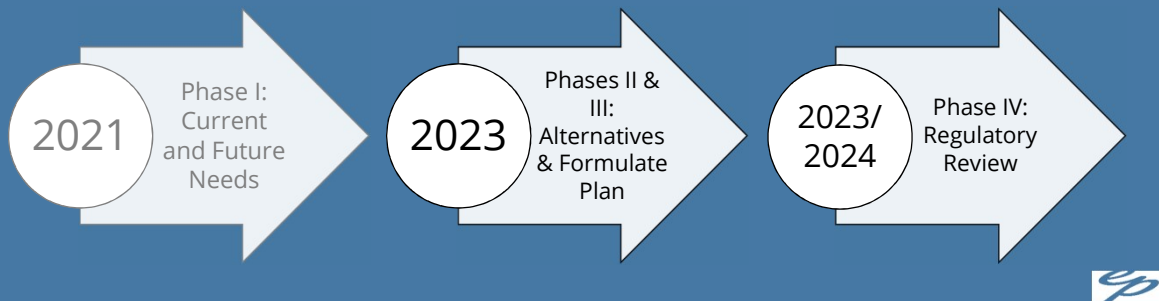 2021
Phase I:
Current
and Future
Needs
2023
Phases II &
III:
Alternatives
& Formulate
Plan
2023/
2024
Phase IV:
Regulatory
Review
ep